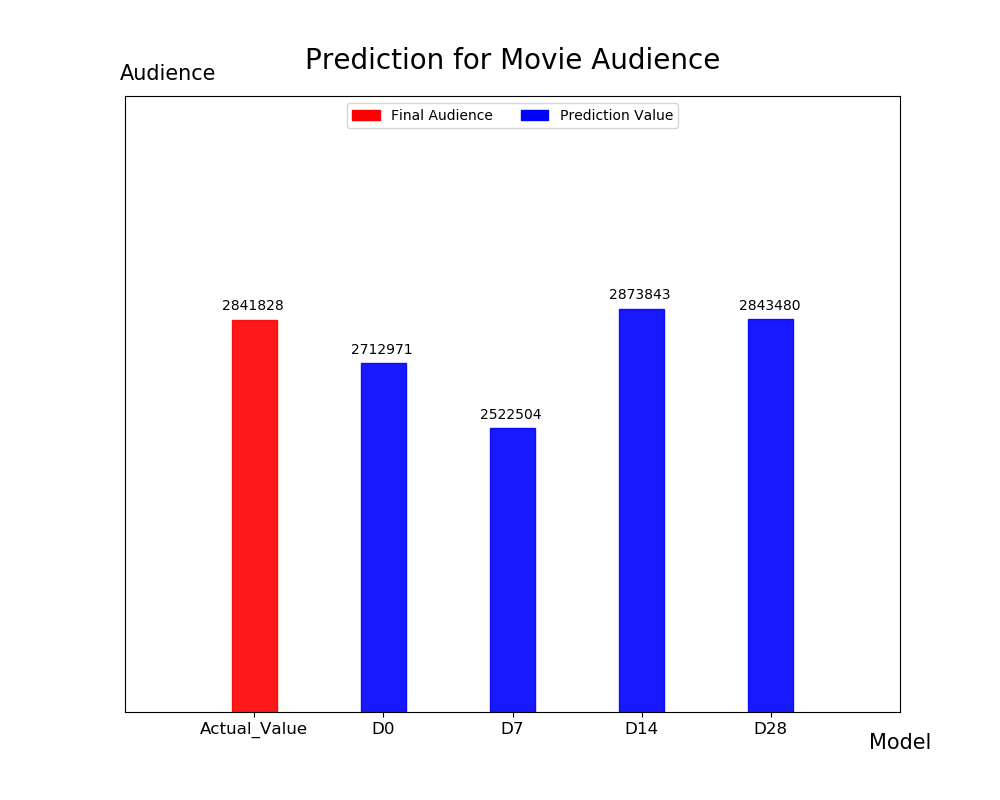 Prediction for Movie Audience
Audience
Final Audience Prediction Value
2841828
2712971
2522504
2873843
2843480
Actual_Value D0 D7 D14 D28
Model